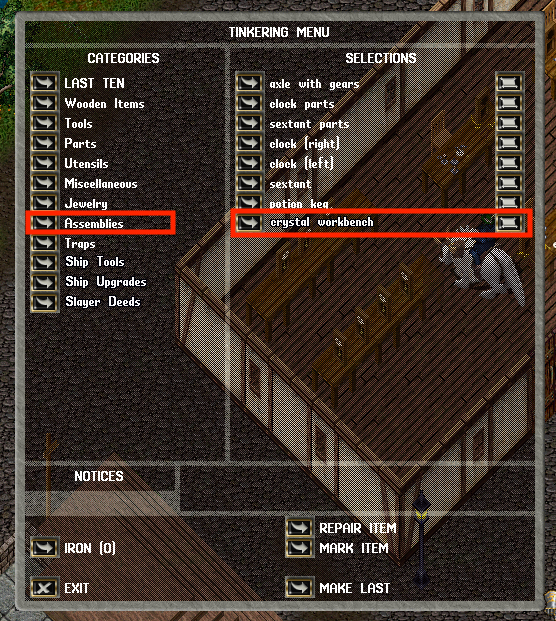 TINKERING MENU
CATEGORIES
LAST TEN
Wooden Items
Tools
Parts
Utensils
Miscellaneous
Jewelry
Assemblies
Traps
Ship Tools
Ship Upgrades
Slayer Deeds
SELECTIONS
axle with gears
clock parts
sextant parts
clock (right)
clock (left)
sextant
potion keg
crystal workbench
NOTICES
IRON (0)
EXIT
REPAIR ITEM
MARK ITEM
MAKE LAST